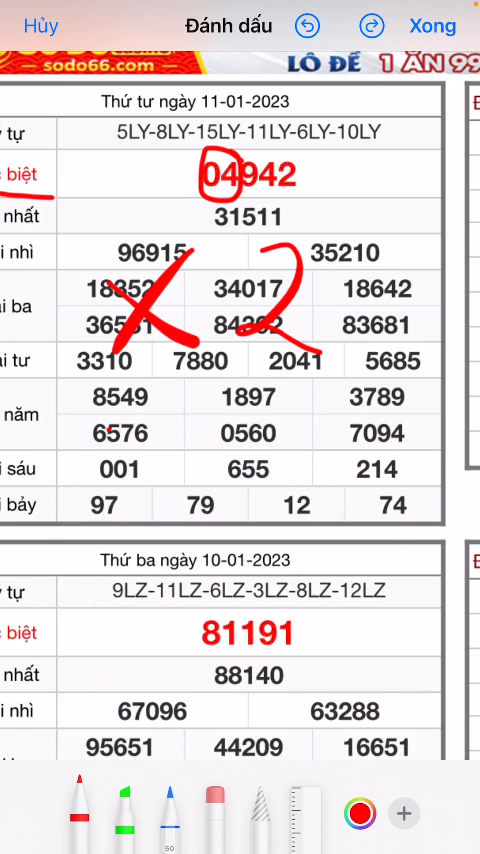 Hủy Đánh dấu Xong
sodo66.com LÔ ĐỀ 1 ĂN 99
Thứ tư ngày 11-01-2023
tự 5LY-8LY-15LY-11LY-6LY-10LY
biệt 04942
nhất 31511
nhì 96915 35210
ba 18352 34017 18642
83681
X2
tư 3310 7880 2041 5685
năm 8549 1897 3789
6576 0560 7094
sáu 001 655 214
bảy 97 79 12 74
Thứ ba ngày 10-01-2023
tự 9LZ-11LZ-6LZ-3LZ-8LZ-12LZ
biệt 81191
nhất 88140
nhì 67096 63288
95651 44209 16651
50